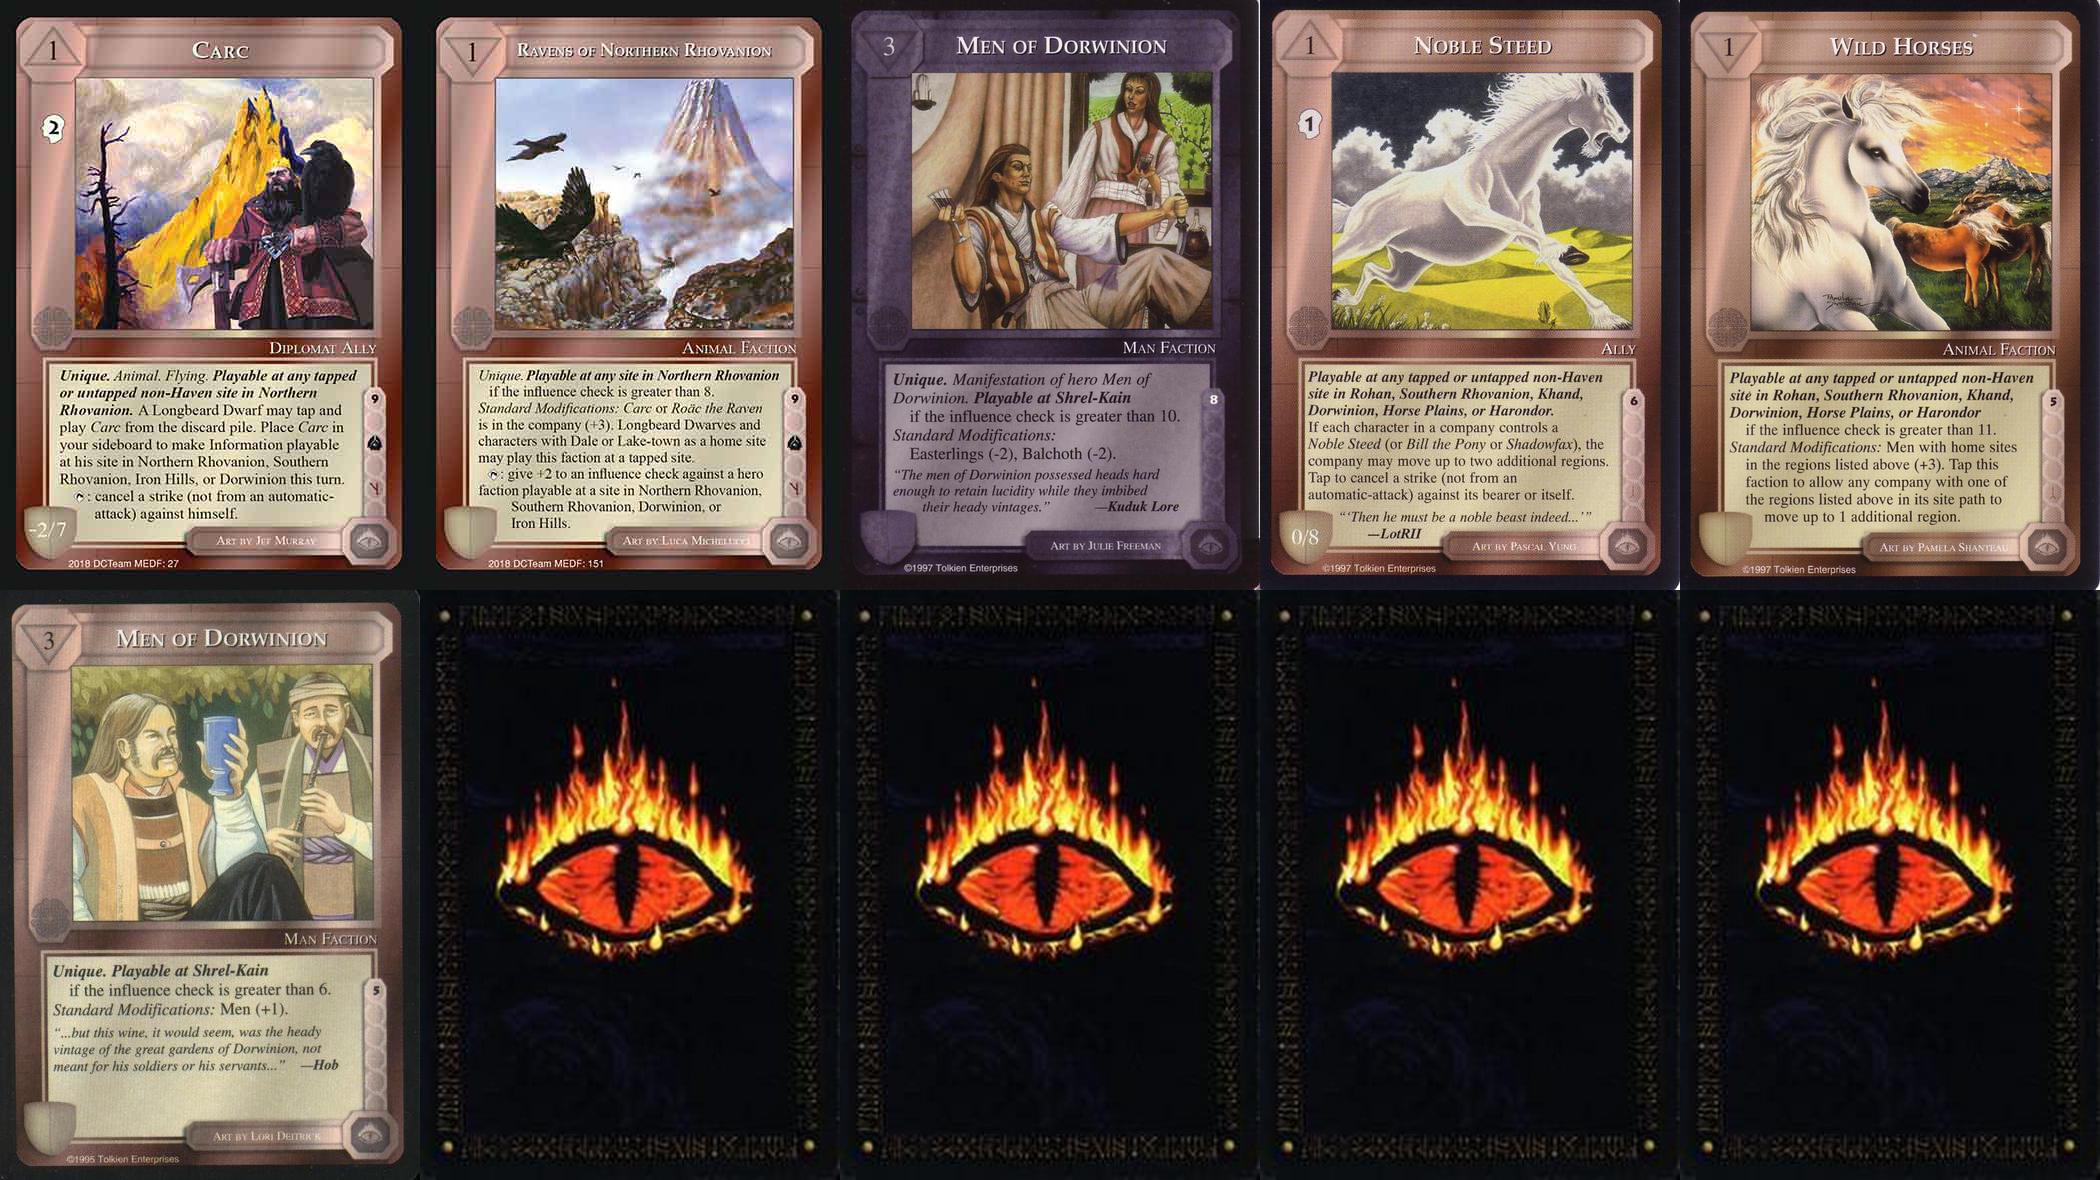 1
CARC
2
DIPLOMAT ALLY
Unique. Animal. Flying. Playable at any tapped
or untapped non-Haven site in Northern
Rhovanion. A Longbeard Dwarf may tap and
play Carc from the discard pile. Place Carc in
your sideboard to make Information playable
at his site in Northern Rhovanion, Southern
Rhovanion, Iron Hills, or Dorwinion this turn.
: cancel a strike (not from an automatic-
attack) against himself.
9
-2/7
ART BY JEF MURRAY
2018 DCTeam MEDF: 27
1
RAVENS OF NORTHERN RHOVANION
ANIMAL FACTION
Unique. Playable at any site in Northern Rhovanion
if the influence check is greater than 8.
Standard Modifications: Carc or Roäc the Raven
is in the company (+3). Longbeard Dwarves and
characters with Dale or Lake-town as a home site
may play this faction at a tapped site.
: give +2 to an influence check against a hero
faction playable at a site in Northern Rhovanion,
Southern Rhovanion, Dorwinion, or
Iron Hills.
9
ART BY LUCA MICHELUCCI
2018 DCTeam MEDF: 151
3
MEN OF DORWINION
MAN FACTION
Unique. Manifestation of hero Men of
Dorwinion. Playable at Shrel-Kain
if the influence check is greater than 10.
Standard Modifications:
Easterlings (-2), Balchoth (-2).
“The men of Dorwinion possessed heads hard
enough to retain lucidity while they imbibed
their heady vintages.” —Kuduk Lore
8
ART BY JULIE FREEMAN
©1997 Tolkien Enterprises
1
NOBLE STEED
1
ALLY
Playable at any tapped or untapped non-Haven
site in Rohan, Southern Rhovanion, Khand,
Dorwinion, Horse Plains, or Harondor.
If each character in a company controls a
Noble Steed (or Bill the Pony or Shadowfax), the
company may move up to two additional regions.
Tap to cancel a strike (not from an
automatic-attack) against its bearer or itself.
“‘Then he must be a noble beast indeed...’”
—LotRII
6
0/8
ART BY PASCAL YUNG
©1997 Tolkien Enterprises
1
WILD HORSES
ANIMAL FACTION
Playable at any tapped or untapped non-Haven
site in Rohan, Southern Rhovanion, Khand,
Dorwinion, Horse Plains, or Harondor
if the influence check is greater than 11.
Standard Modifications: Men with home sites
in the regions listed above (+3). Tap this
faction to allow any company with one of
the regions listed above in its site path to
move up to 1 additional region.
5
ART BY PAMELA SHANTEAU
©1997 Tolkien Enterprises
3
MEN OF DORWINION
MAN FACTION
Unique. Playable at Shrel-Kain
if the influence check is greater than 6.
Standard Modifications: Men (+1).
“...but this wine, it would seem, was the heady
vintage of the great gardens of Dorwinion, not
meant for his soldiers or his servants...” —Hob
5
ART BY LORI DEITRICK
©1995 Tolkien Enterprises